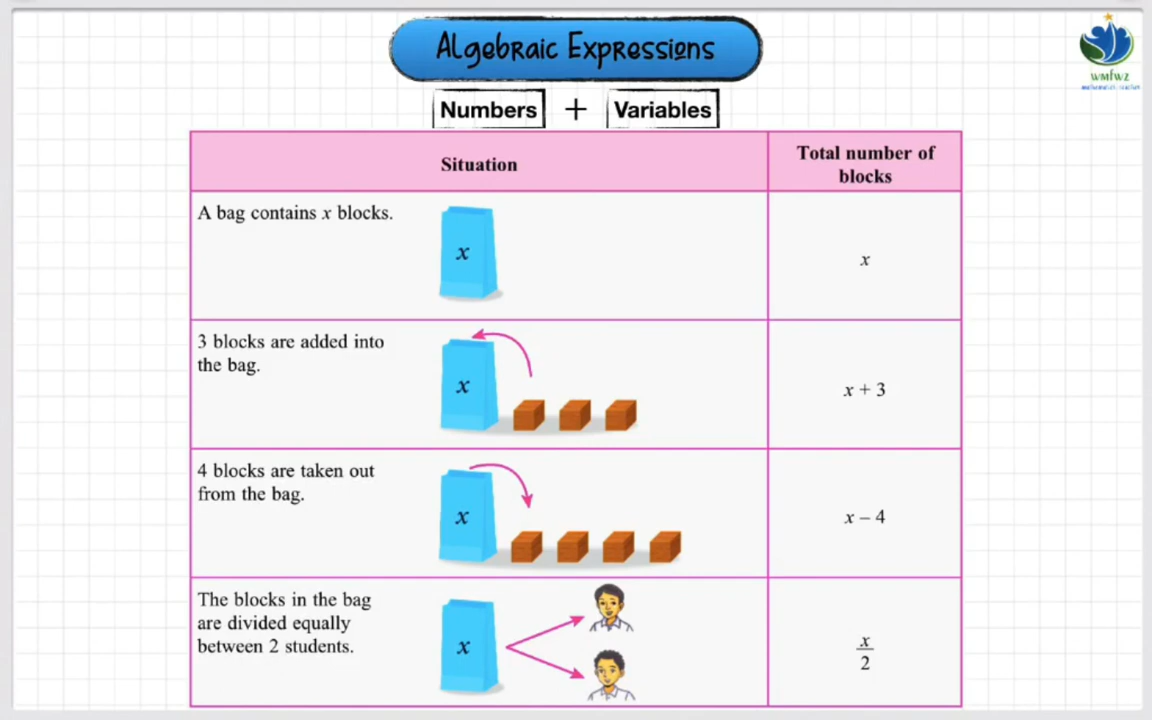 Algebraic Expressions
WMFWZ
Numbers + Variables
Situation
Total number of
blocks
A bag contains x blocks.
x
x
3 blocks are added into
the bag.
x
x + 3
4 blocks are taken out
from the bag.
x
x – 4
The blocks in the bag
are divided equally
between 2 students.
x
x
2